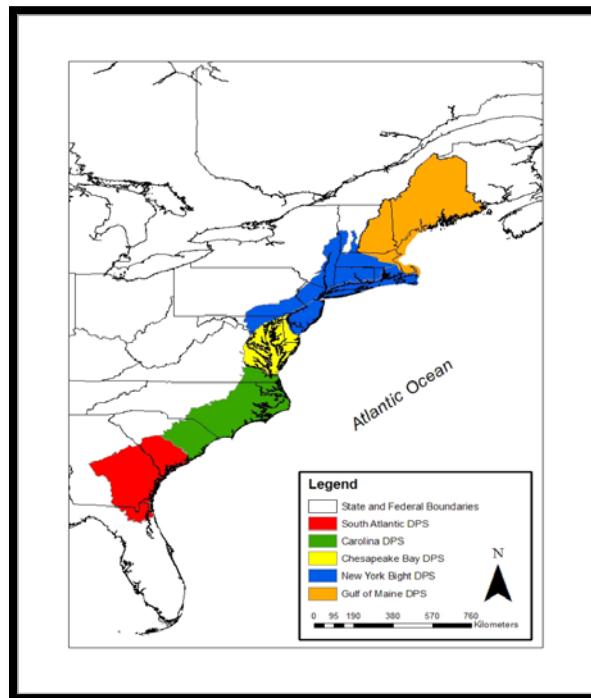 Atlantic Ocean
Legend
State and Federal Boundaries
South Atlantic DPS
Carolina DPS
Chesapeake Bay DPS
New York Bight DPS
Gulf of Maine DPS
N
0 95 190 380 570 760
Kilometers